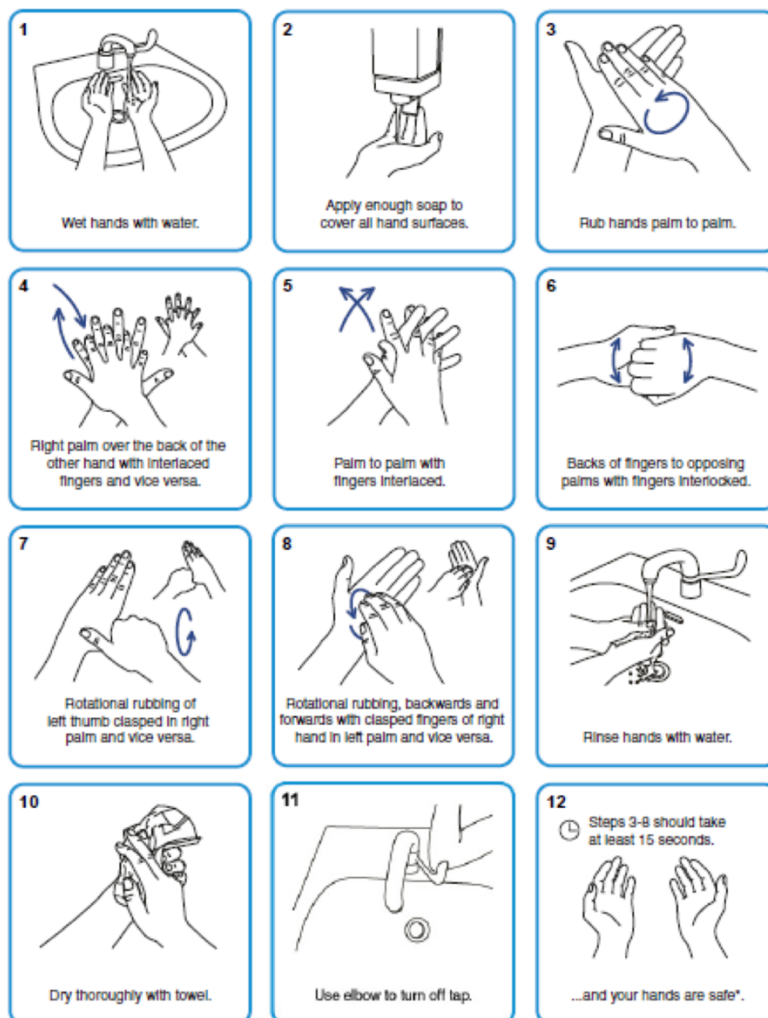 1
Wet hands with water.
2
Apply enough soap to
cover all hand surfaces.
3
Rub hands palm to palm.
4
Right palm over the back of the
other hand with interlaced
fingers and vice versa.
5
Palm to palm with
fingers interlaced.
6
Backs of fingers to opposing
palms with fingers interlocked.
7
Rotational rubbing of
left thumb clasped in right
palm and vice versa.
8
Rotational rubbing, backwards and
forwards with clasped fingers of right
hand in left palm and vice versa.
9
Rinse hands with water.
10
Dry thoroughly with towel.
11
Use elbow to turn off tap.
12
Steps 3-8 should take
at least 15 seconds.
...and your hands are safe*.